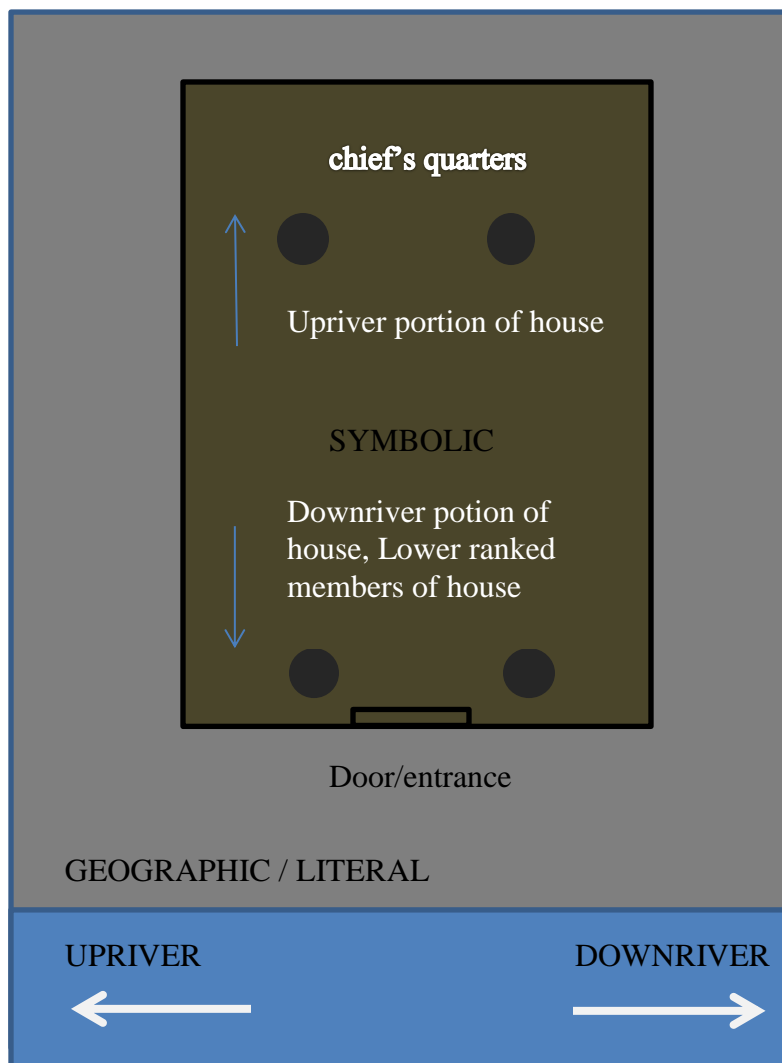 chief's quarters
Upriver portion of house
SYMBOLIC
Downriver potion of
house, Lower ranked
members of house
Door/entrance
GEOGRAPHIC / LITERAL
UPRIVER
DOWNRIVER